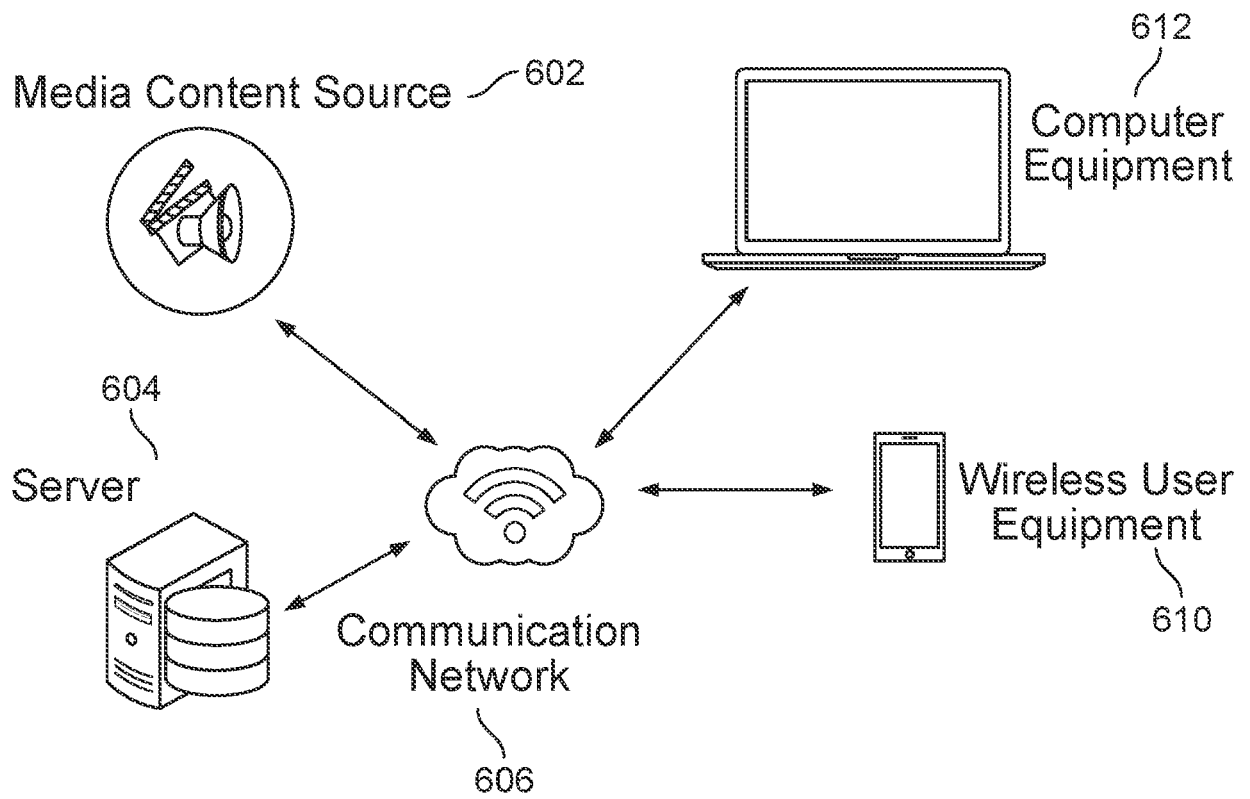 612
Media Content Source
602
Computer
Equipment
604
Server
Wireless User
Equipment
610
Communication
Network
606